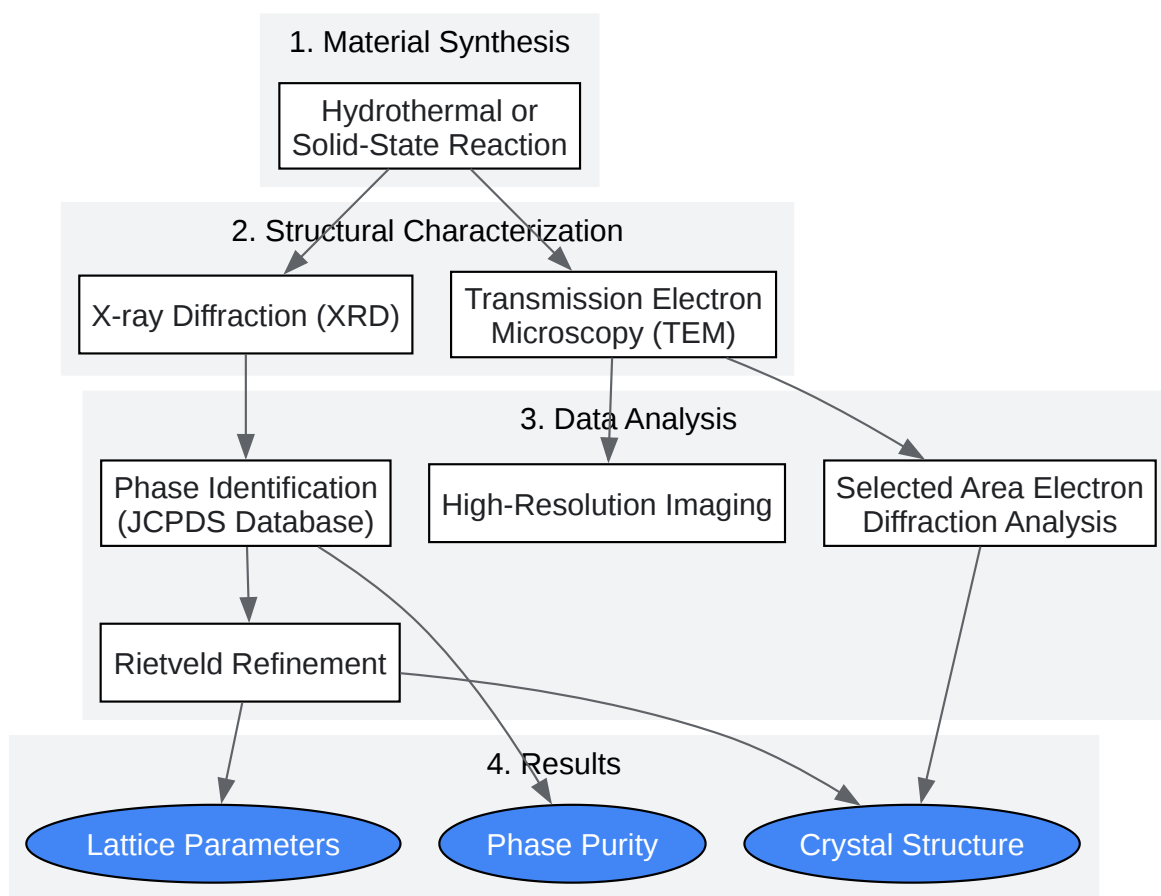 1. Material Synthesis
Hydrothermal or
Solid-State Reaction
2. Structural Characterization
X-ray Diffraction (XRD)
Transmission Electron
Microscopy (TEM)
3. Data Analysis
Phase Identification
(JCPDS Database)
High-Resolution Imaging
Selected Area Electron
Diffraction Analysis
Rietveld Refinement
4. Results
Lattice Parameters
Phase Purity
Crystal Structure